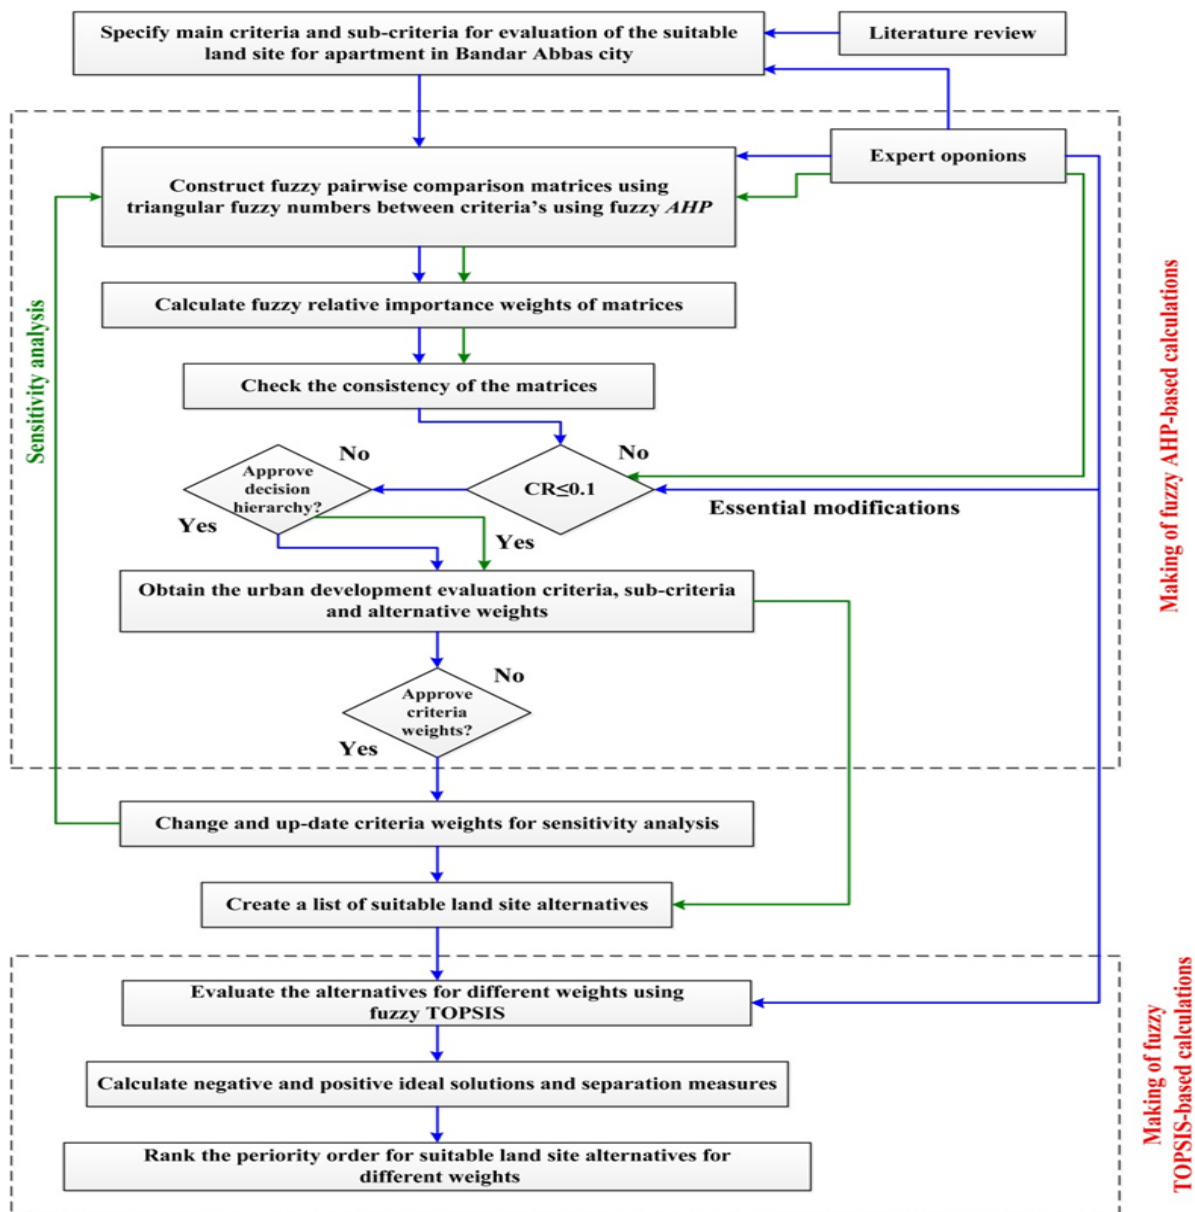 Specify main criteria and sub-criteria for evaluation of the suitable
land site for apartment in Bandar Abbas city
Literature review
Expert oponions
Construct fuzzy pairwise comparison matrices using
triangular fuzzy numbers between criteria's using fuzzy AHP
Calculate fuzzy relative importance weights of matrices
Check the consistency of the matrices
Sensitivity analysis
Making of fuzzy AHP-based calculations
No
No
Approve
decision
hierarchy?
CR≤0.1
Essential modifications
Yes
Yes
Obtain the urban development evaluation criteria, sub-criteria
and alternative weights
No
Approve
criteria
weights?
Yes
Change and up-date criteria weights for sensitivity analysis
Create a list of suitable land site alternatives
Evaluate the alternatives for different weights using
fuzzy TOPSIS
Calculate negative and positive ideal solutions and separation measures
Rank the periority order for suitable land site alternatives for
different weights
Making of fuzzy
TOPSIS-based calculations